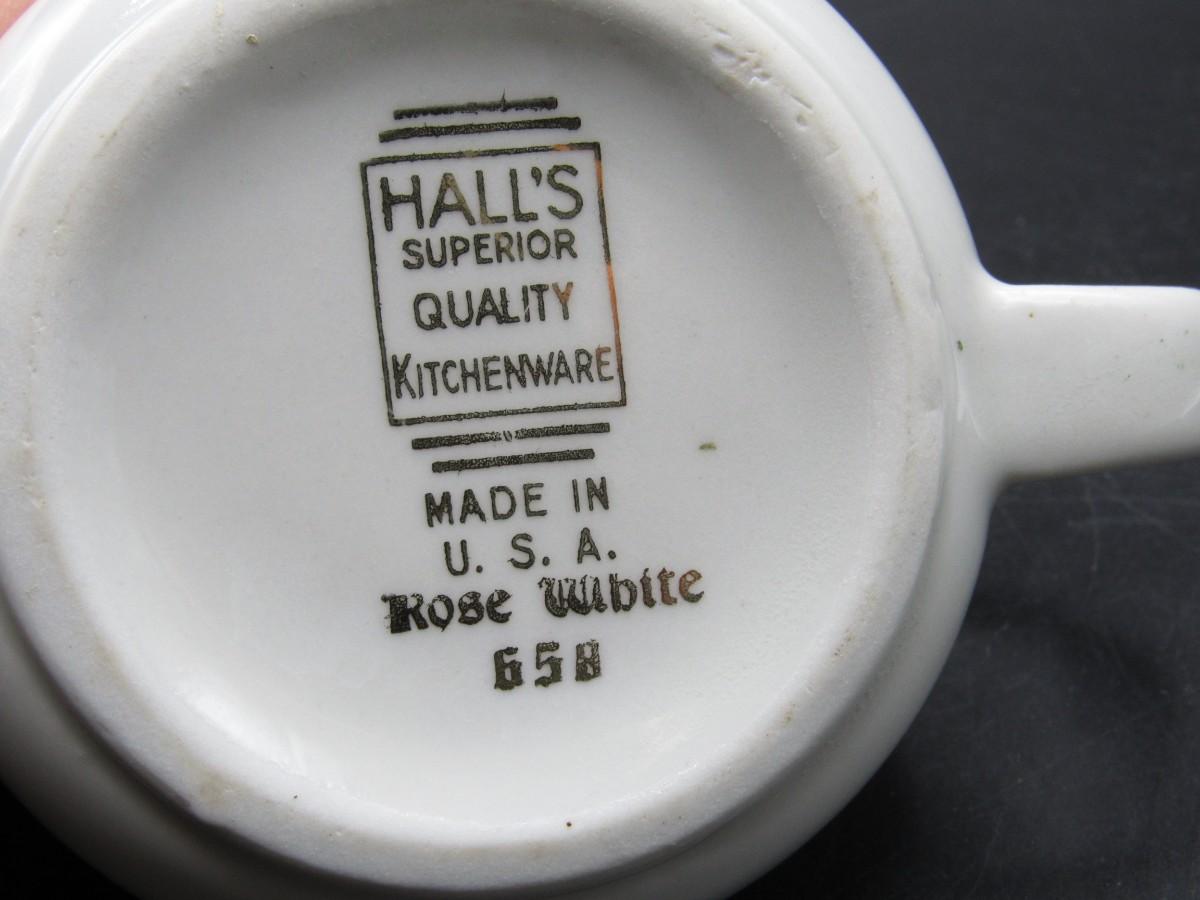 HALL'S
SUPERIOR
QUALITY
KITCHENWARE
MADE IN
U. S. A.
Rose White
658